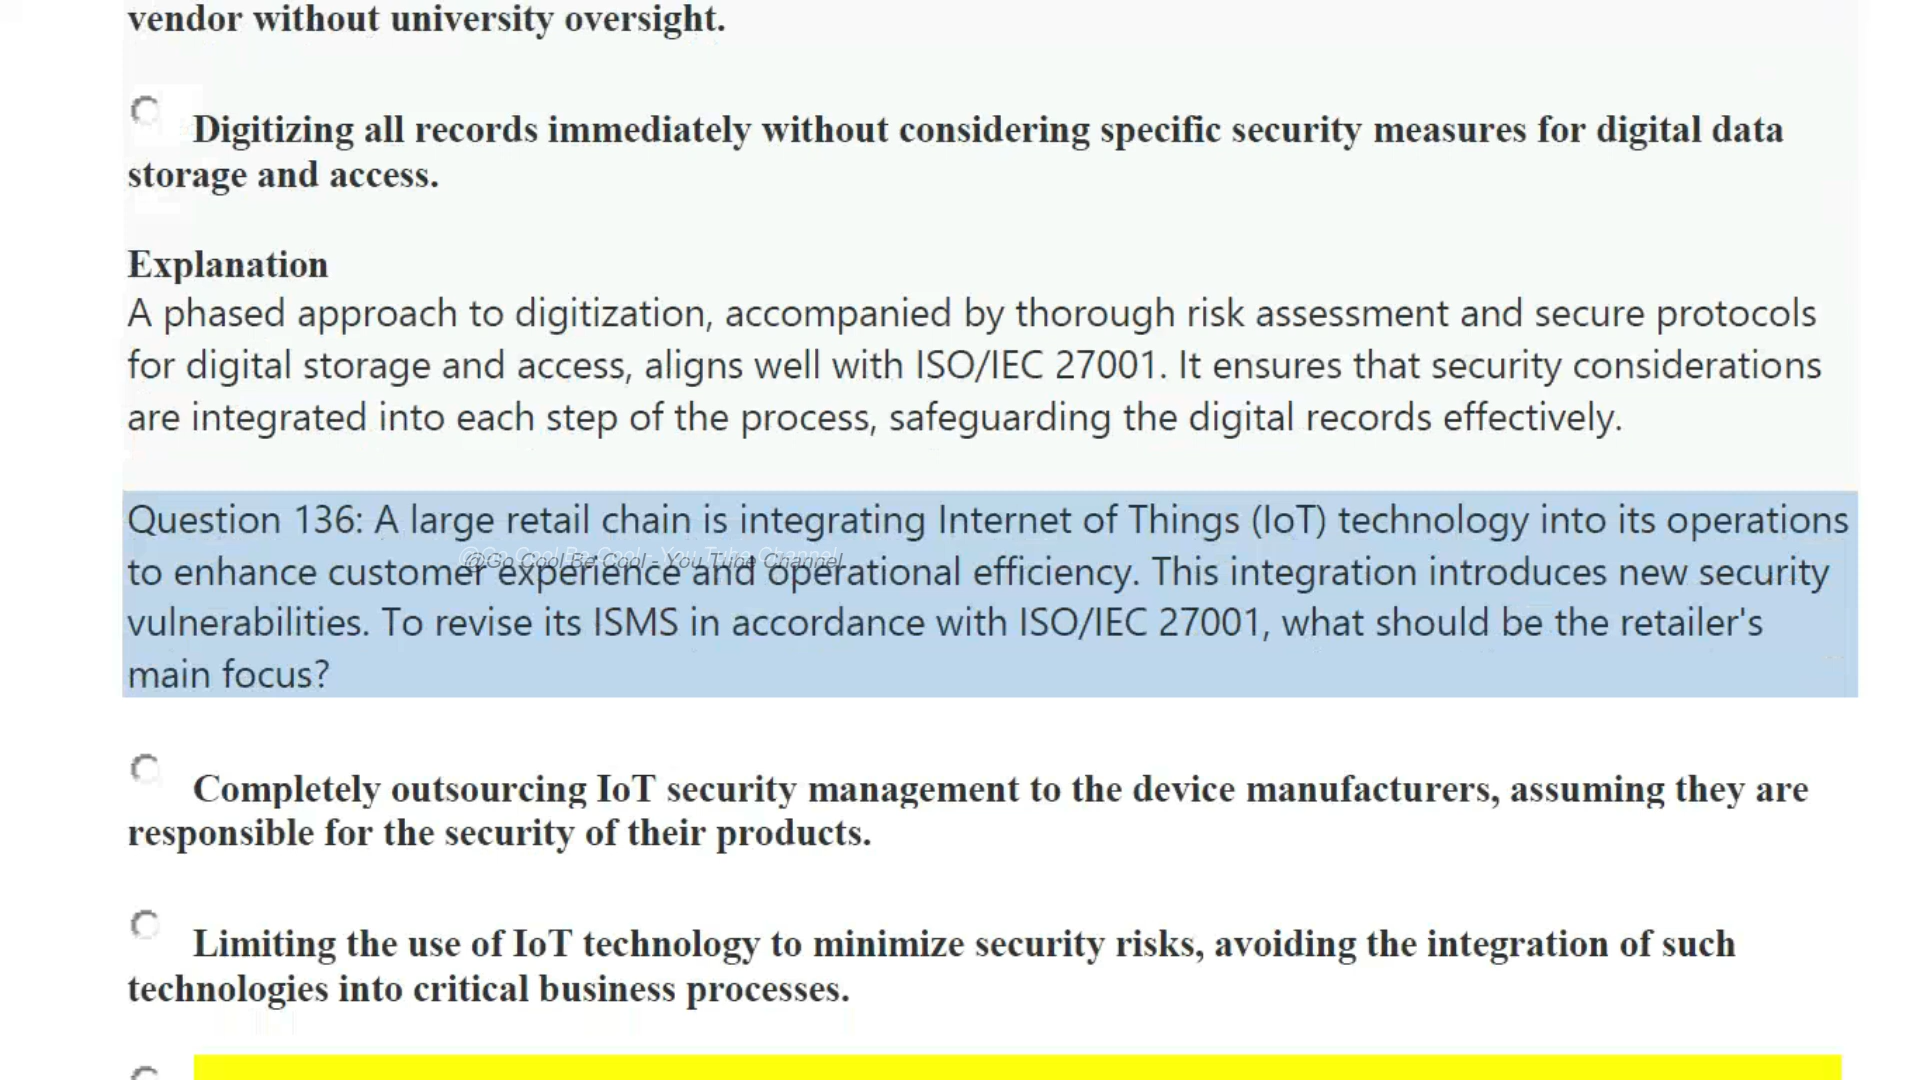 vendor without university oversight.
Digitizing all records immediately without considering specific security measures for digital data
storage and access.
Explanation
A phased approach to digitization, accompanied by thorough risk assessment and secure protocols
for digital storage and access, aligns well with ISO/IEC 27001. It ensures that security considerations
are integrated into each step of the process, safeguarding the digital records effectively.
Question 136: A large retail chain is integrating Internet of Things (IoT) technology into its operations
@Go Cool Be Cool - You Tube Channel
to enhance customer experience and operational efficiency. This integration introduces new security
vulnerabilities. To revise its ISMS in accordance with ISO/IEC 27001, what should be the retailer's
main focus?
Completely outsourcing IoT security management to the device manufacturers, assuming they are
responsible for the security of their products.
Limiting the use of IoT technology to minimize security risks, avoiding the integration of such
technologies into critical business processes.